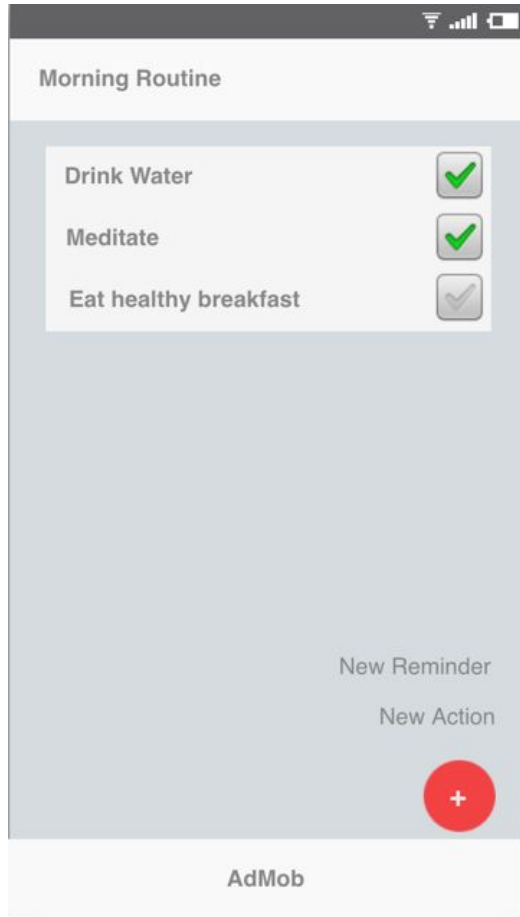 Morning Routine
Drink Water
Meditate
Eat healthy breakfast
New Reminder
New Action
+
AdMob